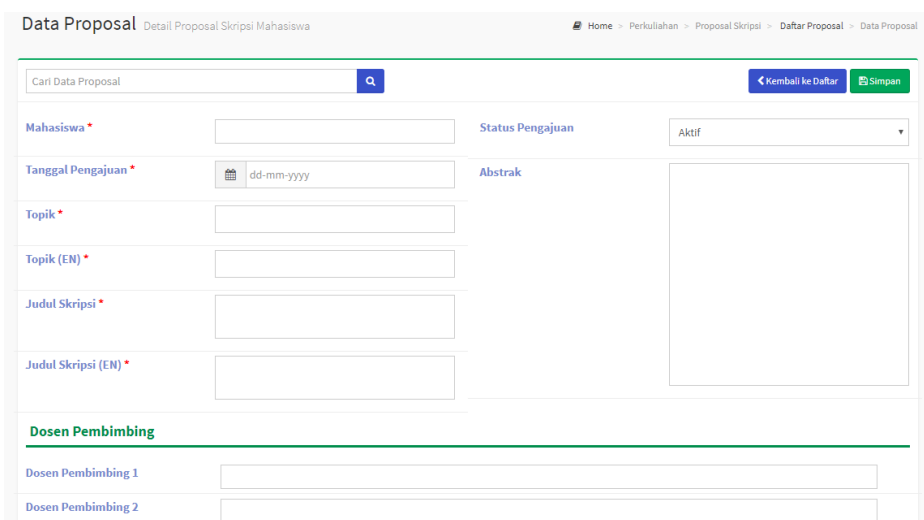 Data Proposal Detail Proposal Skripsi Mahasiswa
Home > Perkuliahan > Proposal Skripsi > Daftar Proposal > Data Proposal
Cari Data Proposal
Kembali ke Daftar
Simpan
Mahasiswa *
Status Pengajuan
Aktif
Tanggal Pengajuan *
dd-mm-yyyy
Abstrak
Topik *
Topik (EN) *
Judul Skripsi *
Judul Skripsi (EN) *
Dosen Pembimbing
Dosen Pembimbing 1
Dosen Pembimbing 2